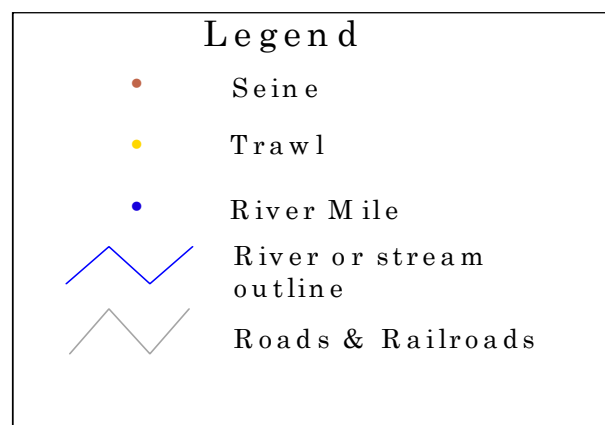 Legend
Seine
Trawl
River Mile
River or stream
outline
Roads & Railroads